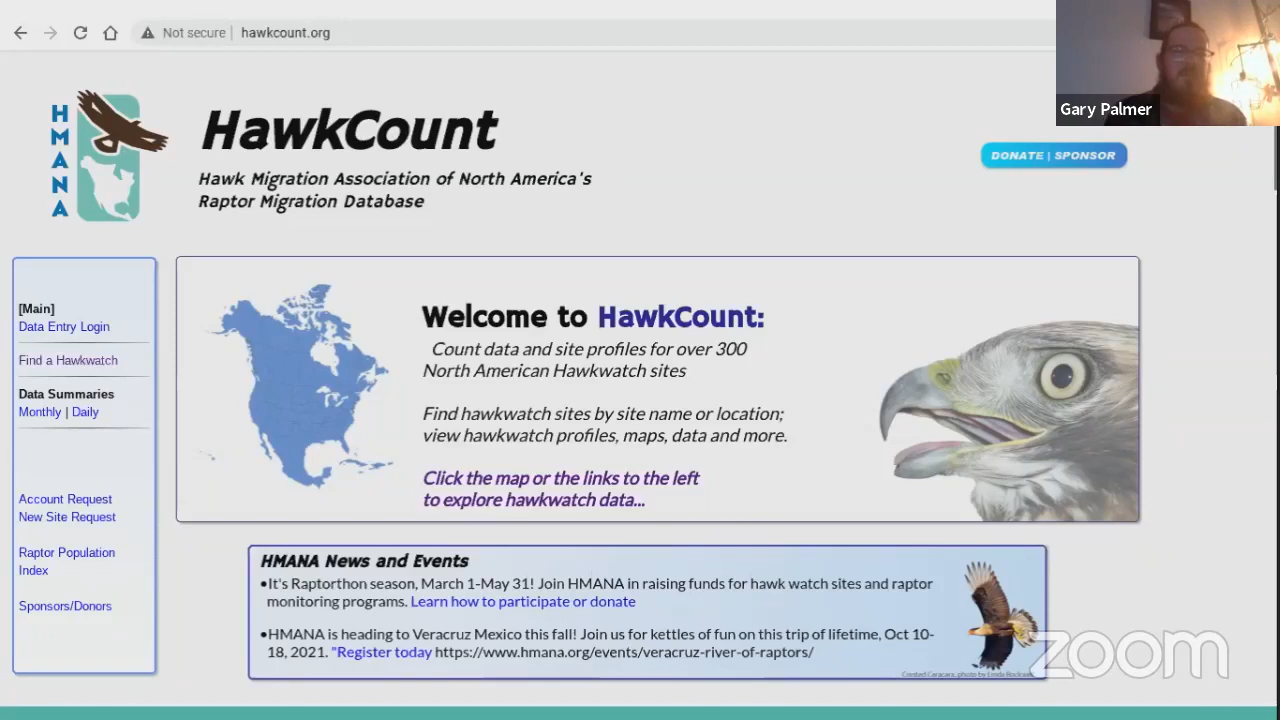 Not secure
hawkcount.org
Gary Palmer
HMANA
HawkCount
Hawk Migration Association of North America's
Raptor Migration Database
DONATE | SPONSOR
[Main]
Data Entry Login
Find a Hawkwatch
Data Summaries
Monthly | Daily
Account Request
New Site Request
Raptor Population
Index
Sponsors/Donors
Welcome to HawkCount:
Count data and site profiles for over 300
North American Hawkwatch sites
Find hawkwatch sites by site name or location;
view hawkwatch profiles, maps, data and more.
Click the map or the links to the left
to explore hawkwatch data...
HMANA News and Events
•It's Raptorthon season, March 1-May 31! Join HMANA in raising funds for hawk watch sites and raptor
monitoring programs. Learn how to participate or donate
•HMANA is heading to Veracruz Mexico this fall! Join us for kettles of fun on this trip of lifetime, Oct 10-
18, 2021. "Register today https://www.hmana.org/events/veracruz-river-of-raptors/
Crested Caracara, photo by Linda
zoom